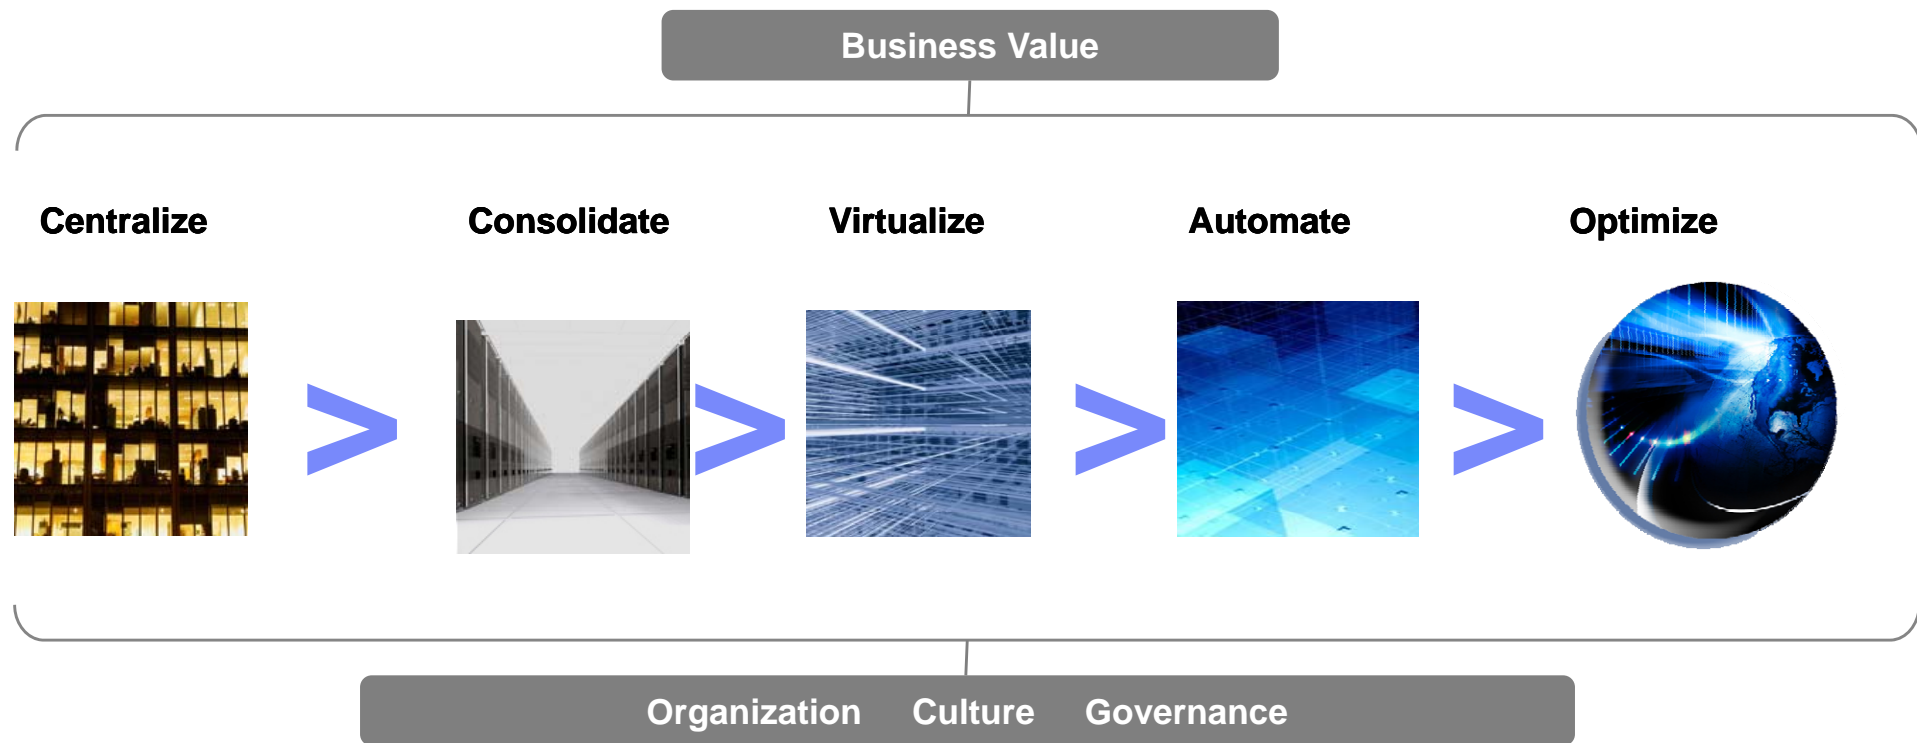 Business Value
Centralize Consolidate Virtualize Automate Optimize
> > > >
Organization Culture Governance